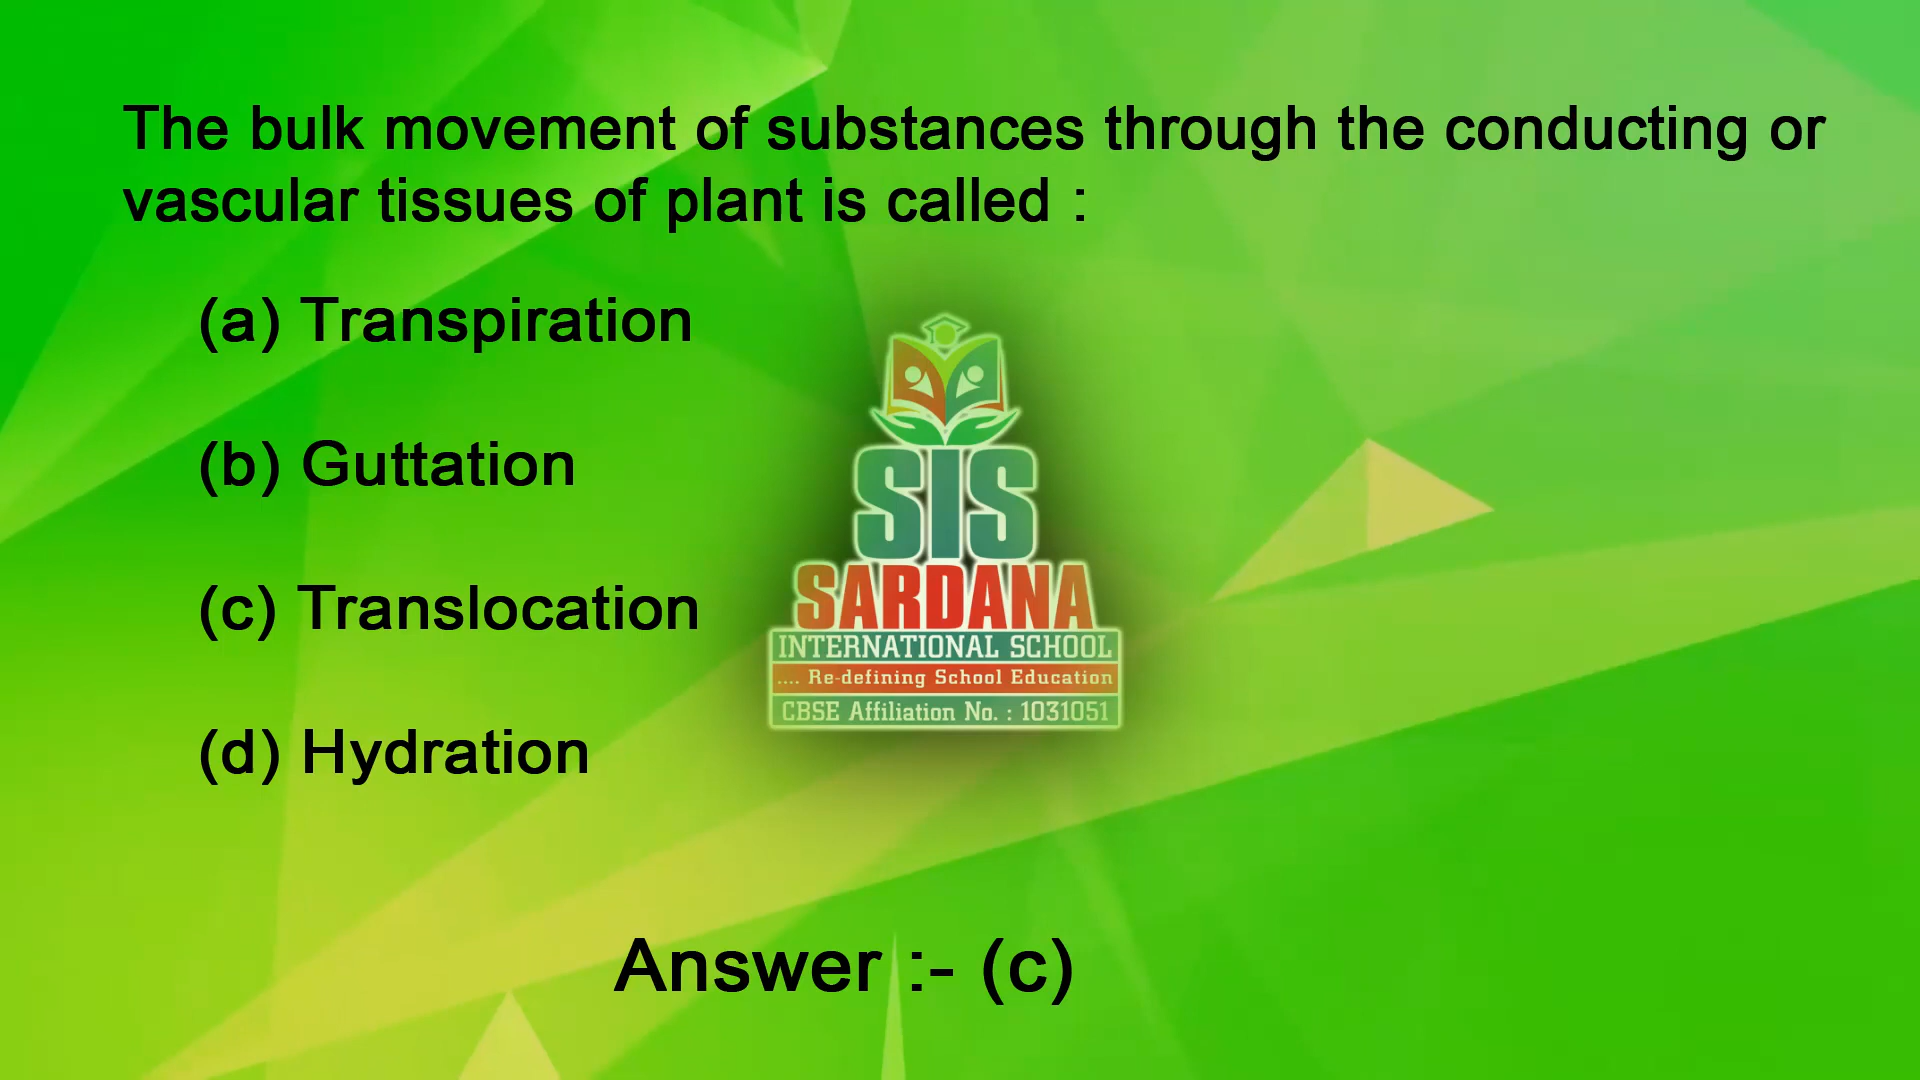 The bulk movement of substances through the conducting or
vascular tissues of plant is called :
(a) Transpiration
(b) Guttation
(c) Translocation
(d) Hydration
SIS
SARDANA
INTERNATIONAL SCHOOL
.... Re-defining School Education
CBSE Affiliation No. : 1031051
Answer :- (c)